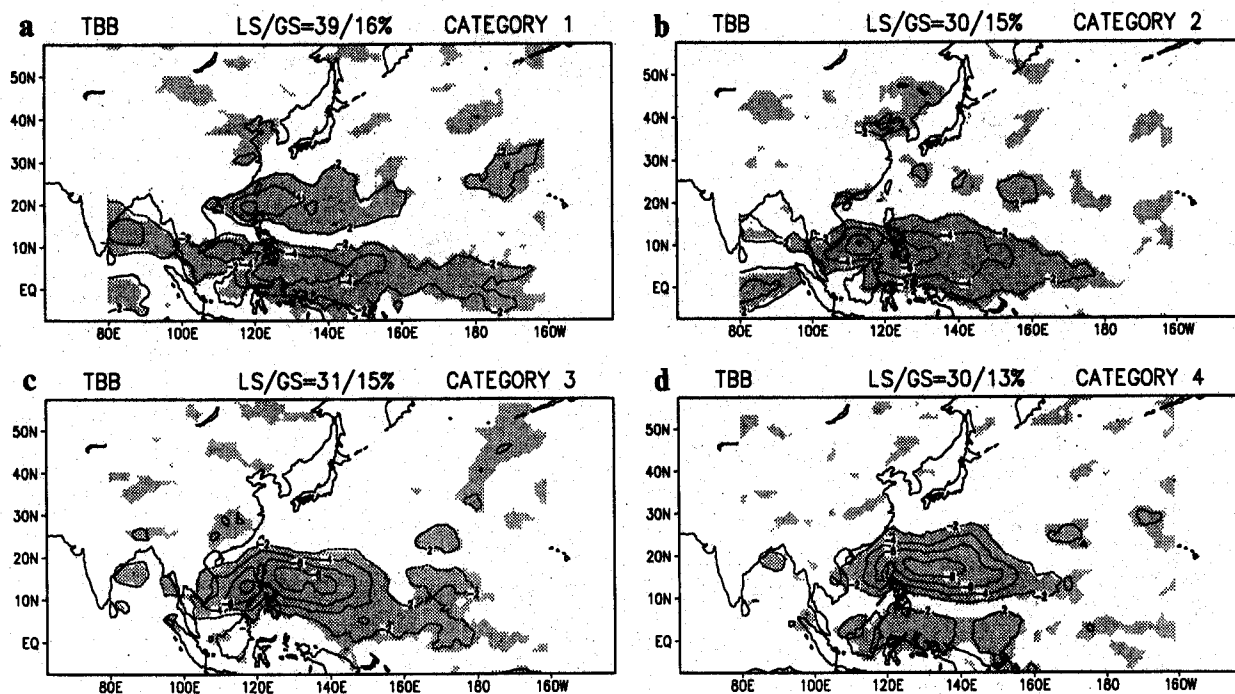 a TBB LS/GS=39/16% CATEGORY 1
50N
40N
30N
20N
10N
EQ
80E 100E 120E 140E 160E 180 160W
b TBB LS/GS=30/15% CATEGORY 2
50N
40N
30N
20N
10N
EQ
80E 100E 120E 140E 160E 180 160W
c TBB LS/GS=31/15% CATEGORY 3
50N
40N
30N
20N
10N
EQ
80E 100E 120E 140E 160E 180 160W
d TBB LS/GS=30/13% CATEGORY 4
50N
40N
30N
20N
10N
EQ
80E 100E 120E 140E 160E 180 160W